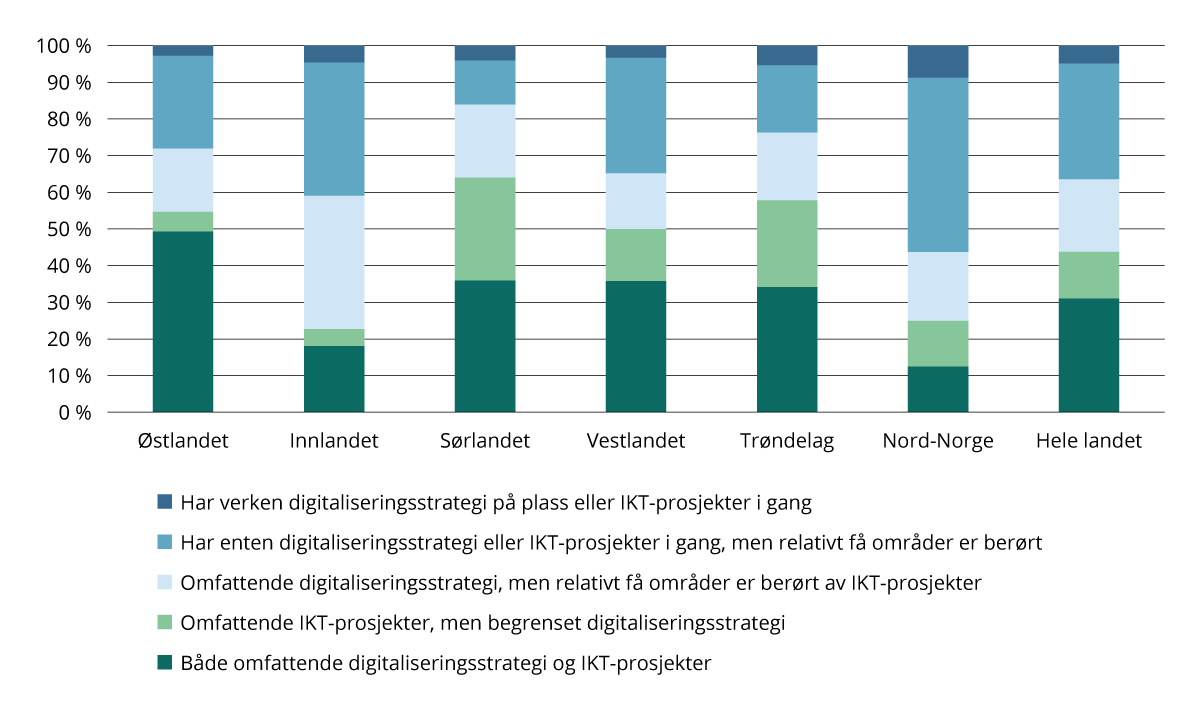 100 %
90 %
80 %
70 %
60 %
50 %
40 %
30 %
20 %
10 %
0 %
Østlandet Innlandet Sørlandet Vestlandet Trøndelag Nord-Norge Hele landet
Har verken digitaliseringsstrategi på plass eller IKT-prosjekter i gang
Har enten digitaliseringsstrategi eller IKT-prosjekter i gang, men relativt få områder er berørt
Omfattende digitaliseringsstrategi, men relativt få områder er berørt av IKT-prosjekter
Omfattende IKT-prosjekter, men begrenset digitaliseringsstrategi
Både omfattende digitaliseringsstrategi og IKT-prosjekter